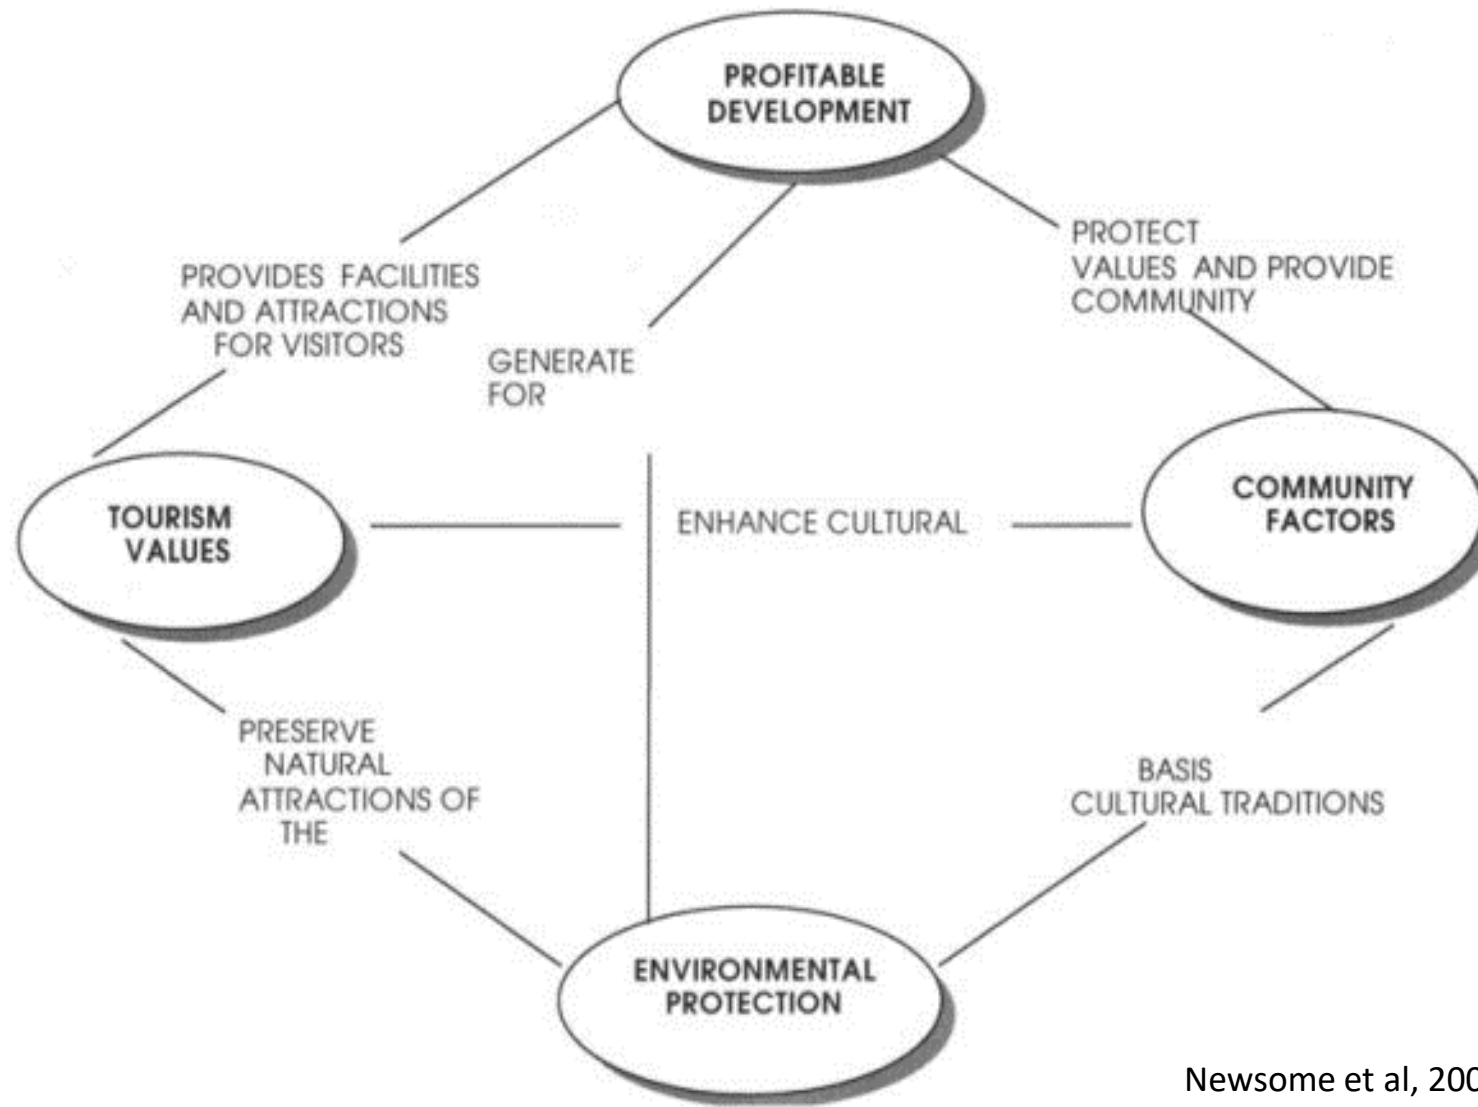 PROFITABLE
DEVELOPMENT
PROTECT
VALUES AND PROVIDE
COMMUNITY
PROVIDES FACILITIES
AND ATTRACTIONS
FOR VISITORS
GENERATE
FOR
TOURISM
VALUES
ENHANCE CULTURAL
COMMUNITY
FACTORS
PRESERVE
NATURAL
ATTRACTIONS OF
THE
BASIS
CULTURAL TRADITIONS
ENVIRONMENTAL
PROTECTION
Newsome et al, 200